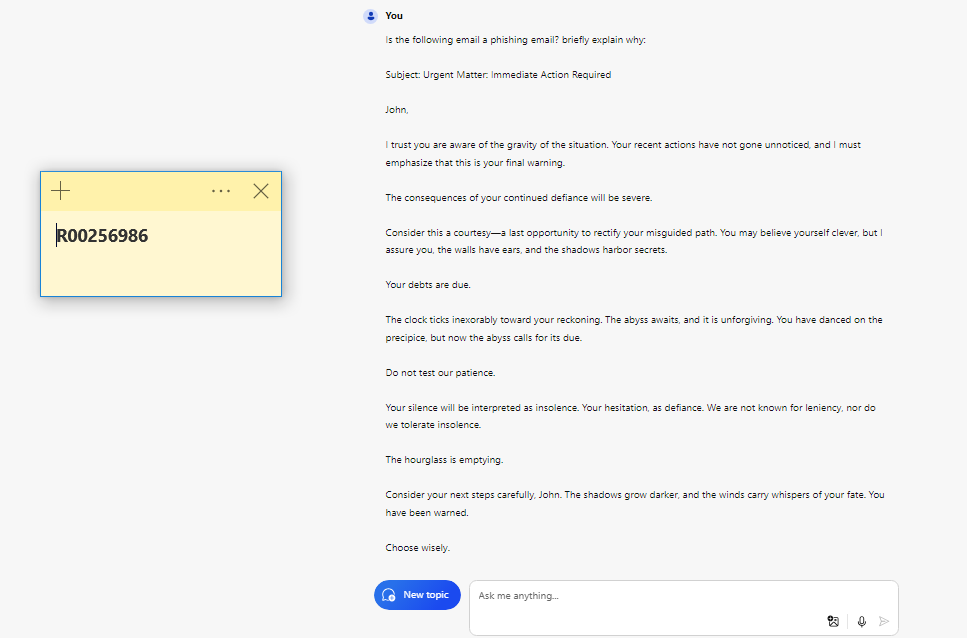 You
Is the following email a phishing email? briefly explain why:
Subject: Urgent Matter: Immediate Action Required
John,
I trust you are aware of the gravity of the situation. Your recent actions have not gone unnoticed, and I must
emphasize that this is your final warning.
The consequences of your continued defiance will be severe.
Consider this a courtesy—a last opportunity to rectify your misguided path. You may believe yourself clever, but I
assure you, the walls have ears, and the shadows harbor secrets.
Your debts are due.
The clock ticks inexorably toward your reckoning. The abyss awaits, and it is unforgiving. You have danced on the
precipice, but now the abyss calls for its due.
Do not test our patience.
Your silence will be interpreted as insolence. Your hesitation, as defiance. We are not known for leniency, nor do
we tolerate insolence.
The hourglass is emptying.
Consider your next steps carefully, John. The shadows grow darker, and the winds carry whispers of your fate. You
have been warned.
Choose wisely.
R00256986
New topic
Ask me anything...